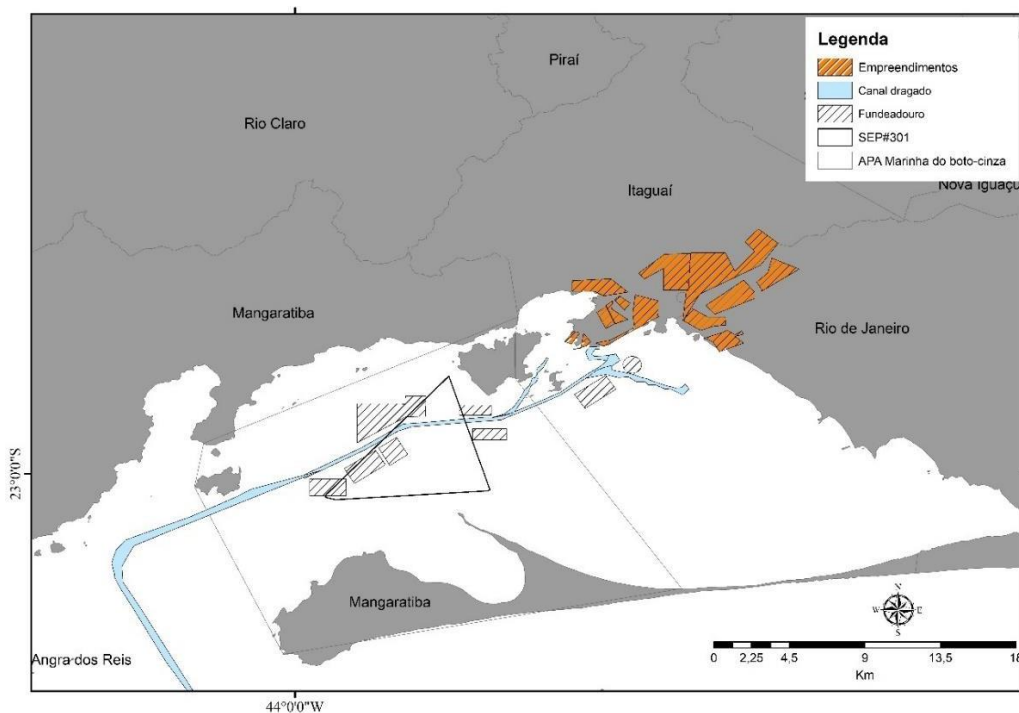 Legenda
Empreendimentos
Canal dragado
Fundeadouro
SEP#301
APA Marinha do boto-cinza
Piraí
Rio Claro
Itaguaí
Nova Iguaçu
Mangaratiba
Rio de Janeiro
23°0'0"S
Mangaratiba
N
W
E
S
Angra dos Reis
0 2,25 4,5 9 13,5 18
Km
44°0'0"W